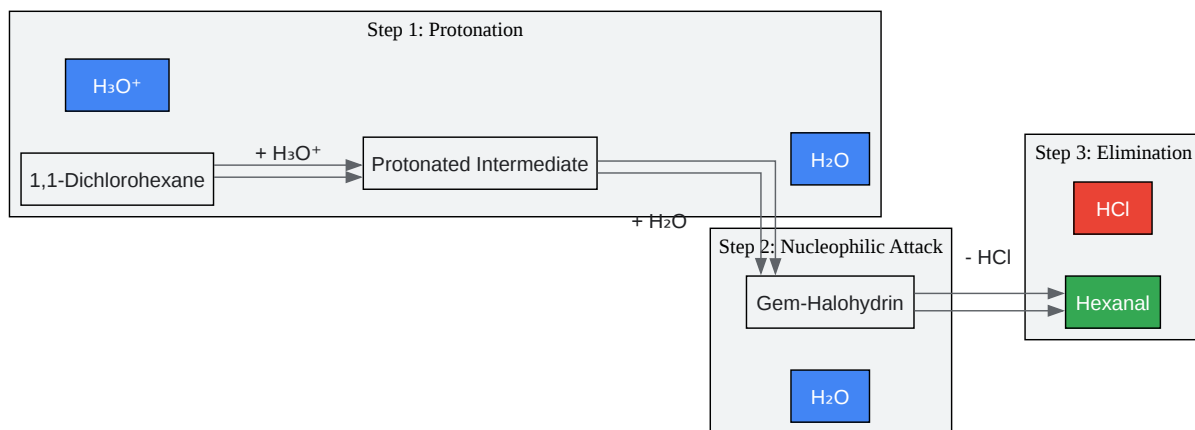 Step 1: Protonation
H₃O⁺
1,1-Dichlorohexane
+ H₃O⁺
Protonated Intermediate
H₂O
+ H₂O
Step 2: Nucleophilic Attack
Gem-Halohydrin
H₂O
- HCl
Step 3: Elimination
HCl
Hexanal